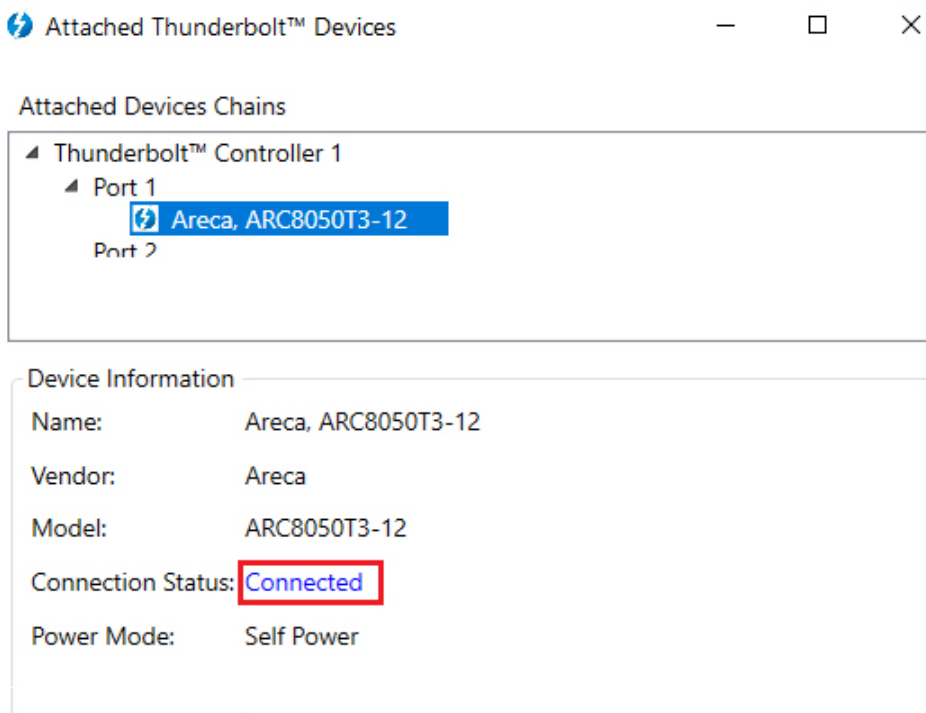 Attached Thunderbolt™ Devices
Attached Devices Chains
Thunderbolt™ Controller 1
Port 1
Areca, ARC8050T3-12
Port 2
Device Information
Name: Areca, ARC8050T3-12
Vendor: Areca
Model: ARC8050T3-12
Connection Status: Connected
Power Mode: Self Power